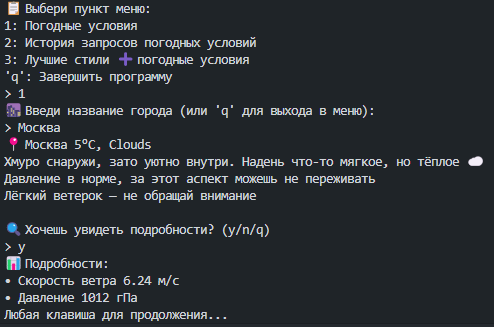 📋 Выбери пункт меню:
1: Погодные условия
2: История запросов погодных условий
3: Лучшие стили ➕ погодные условия
'q': Завершить программу
> 1
🌆 Введи название города (или 'q' для выхода в меню):
> Москва
📍 Москва 5°C, Clouds
Хмуро снаружи, зато уютно внутри. Надень что-то мягкое, но тёплое ☁️
Давление в норме, за этот аспект можешь не переживать
Лёгкий ветерок — не обращай внимание
🔍 Хочешь увидеть подробности? (y/n/q)
> y
📊 Подробности:
• Скорость ветра 6.24 м/с
• Давление 1012 гПа
Любая клавиша для продолжения...